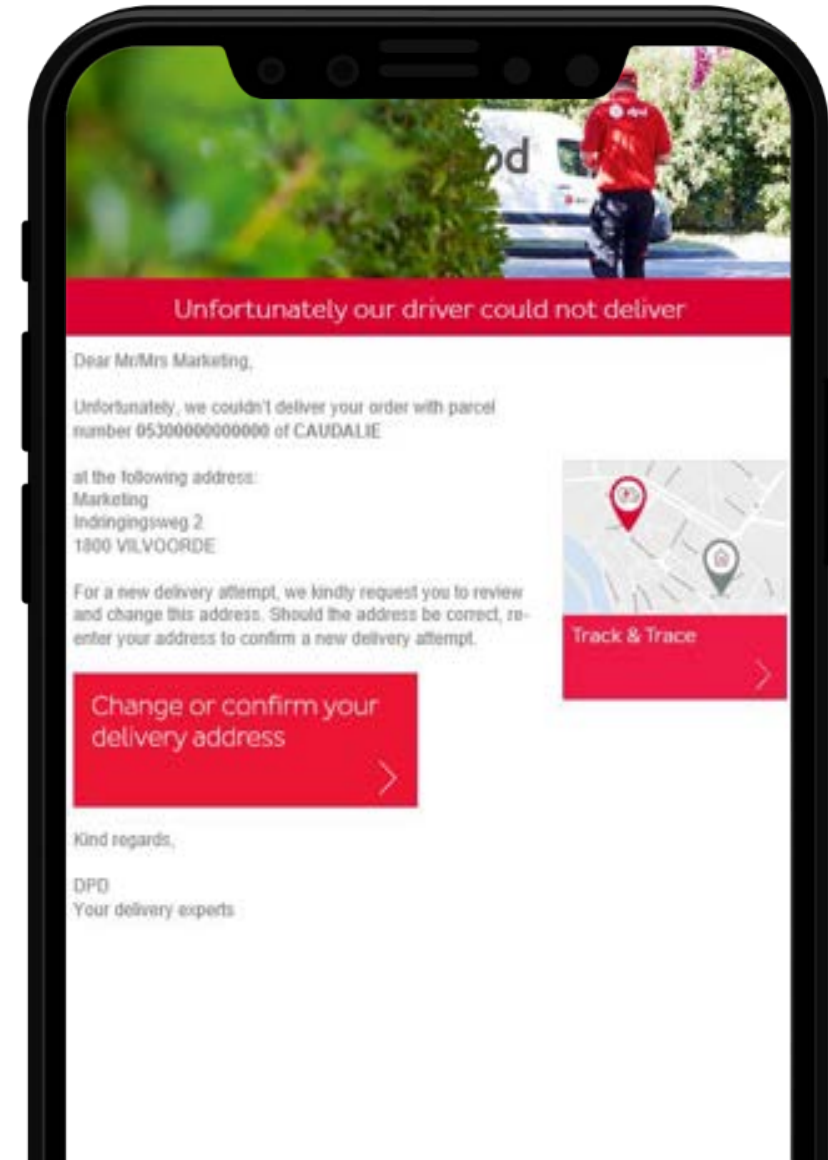 dpd
pd
Unfortunately our driver could not deliver
Dear Mr/Mrs Marketing,
Unfortunately, we couldn't deliver your order with parcel
number 05300000000000 of CAUDALIE
at the following address:
Marketing
Indringingsweg 2
1800 VILVOORDE
For a new delivery attempt, we kindly request you to review
and change this address. Should the address be correct, re-
enter your address to confirm a new delivery attempt.
Track & Trace
Change or confirm your
delivery address
Kind regards,
DPD
Your delivery experts